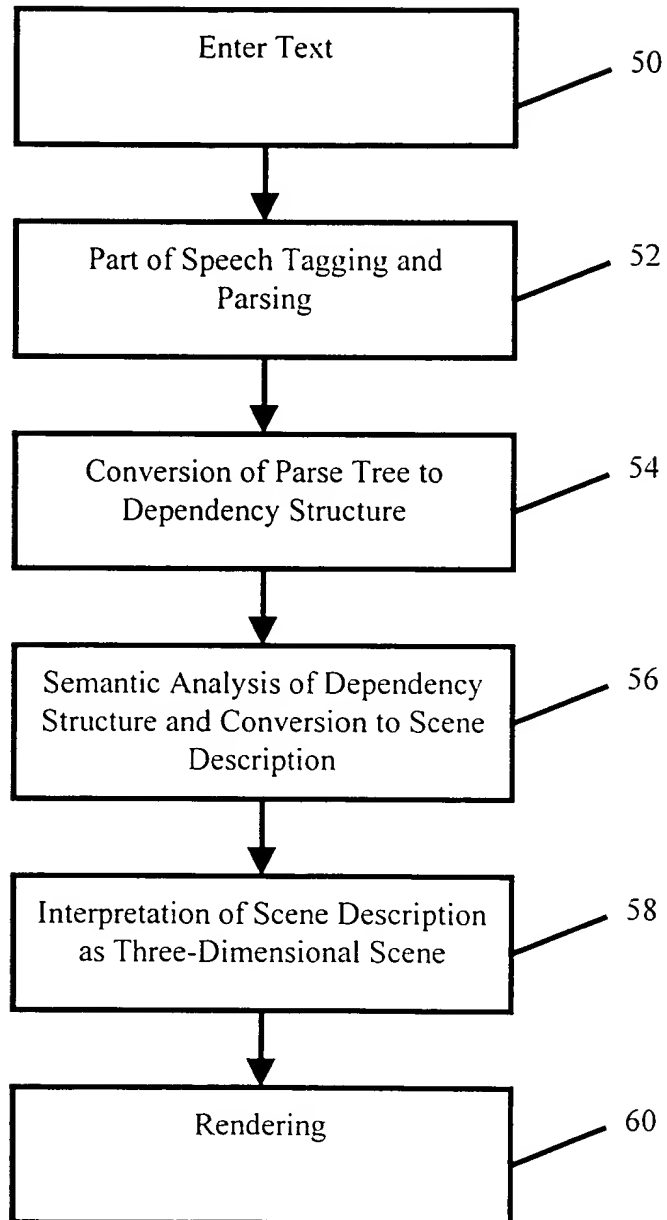 Enter Text
50
Part of Speech Tagging and
Parsing
52
Conversion of Parse Tree to
Dependency Structure
54
Semantic Analysis of Dependency
Structure and Conversion to Scene
Description
56
Interpretation of Scene Description
as Three-Dimensional Scene
58
Rendering
60